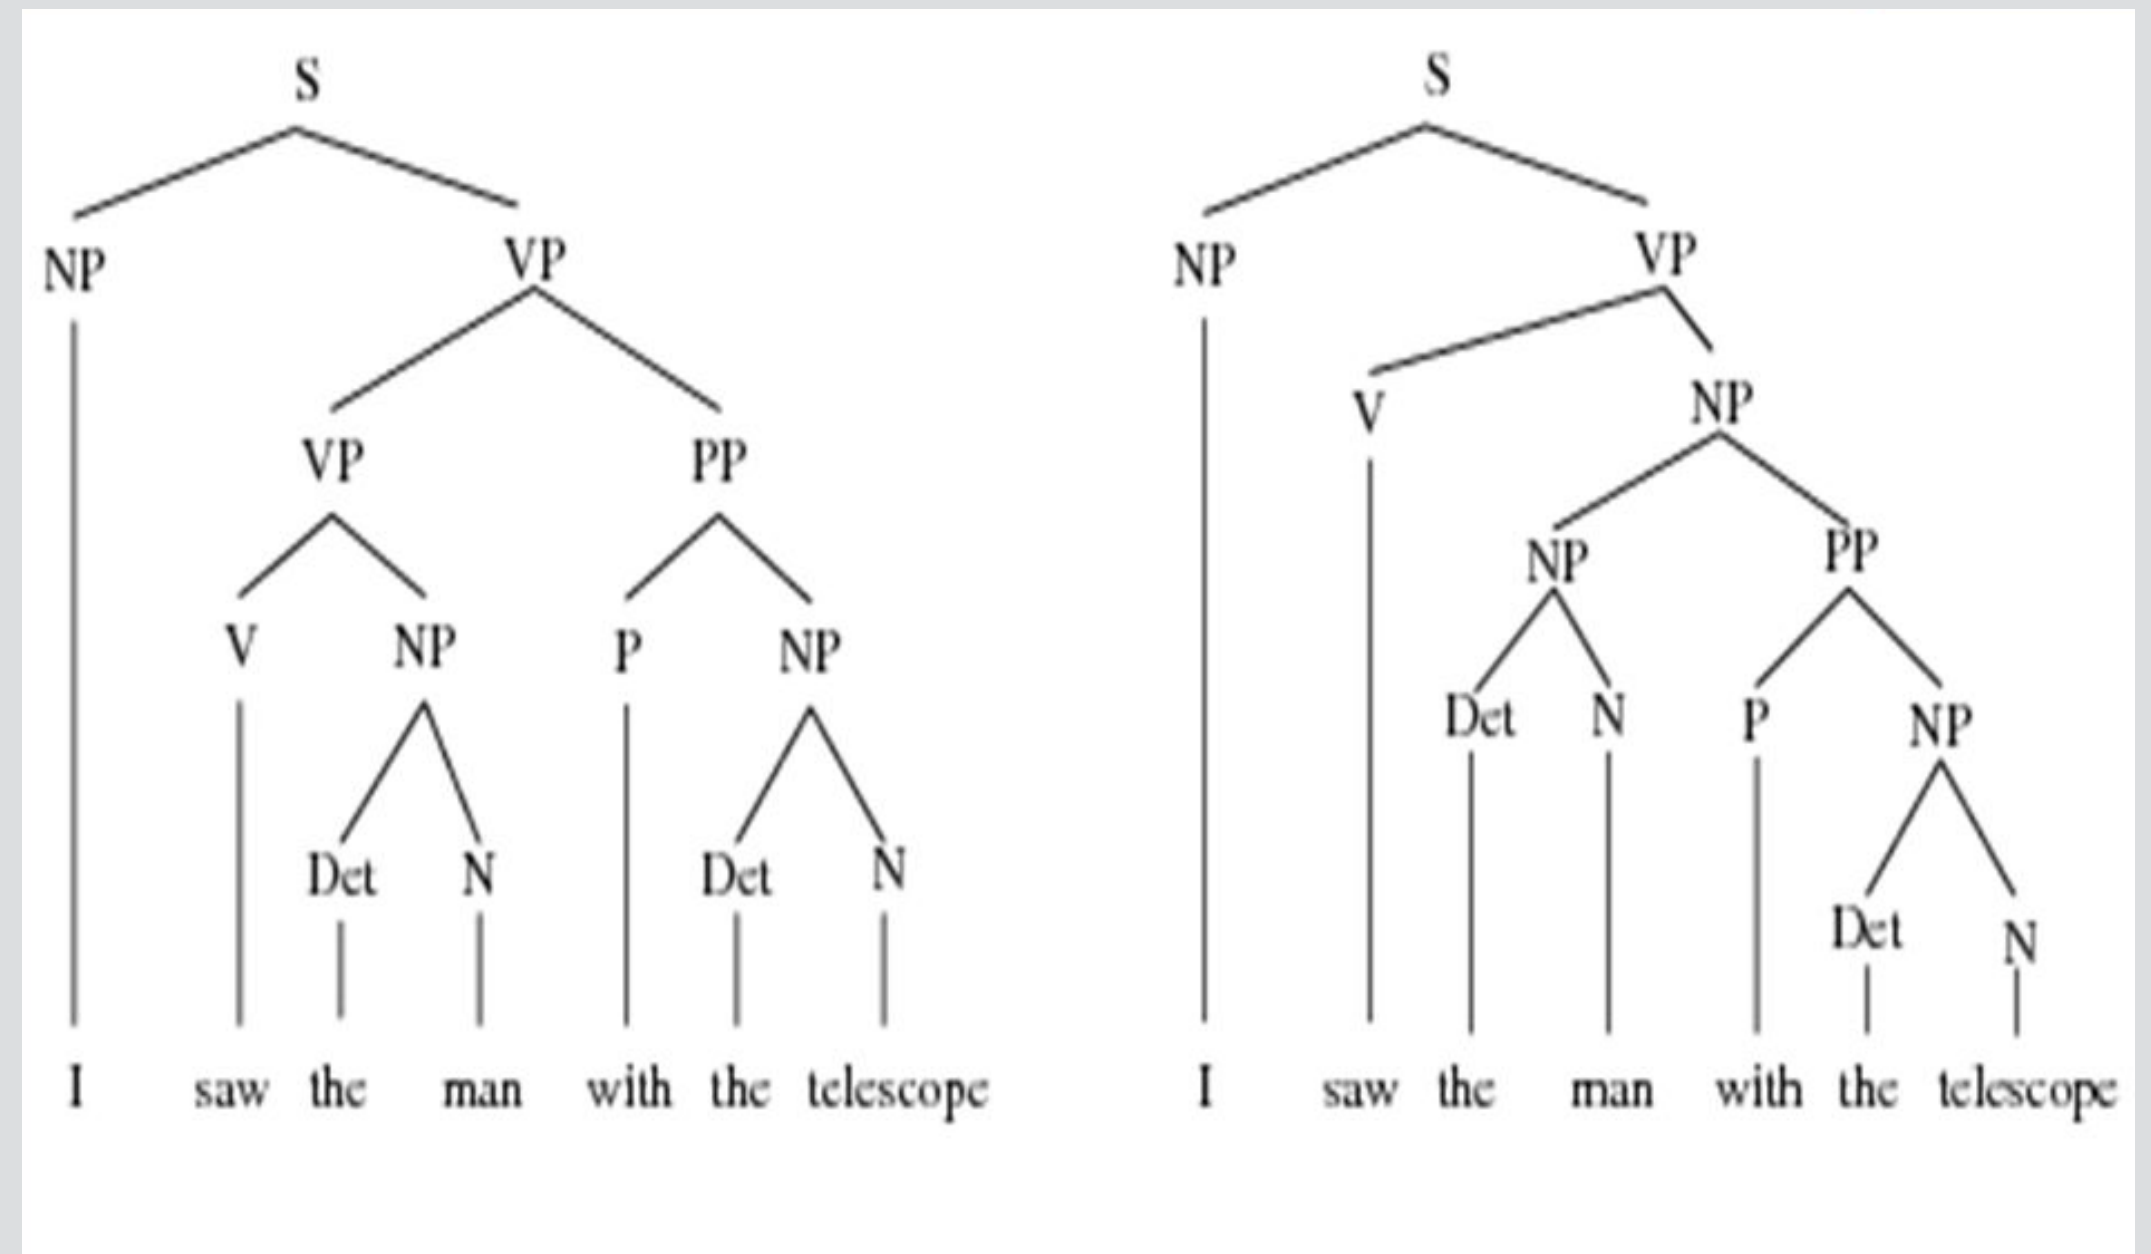 S
NP VP
VP PP
V NP P NP
Det N Det N
I saw the man with the telescope
S
NP VP
V NP
NP PP
Det N P NP
Det N
I saw the man with the telescope